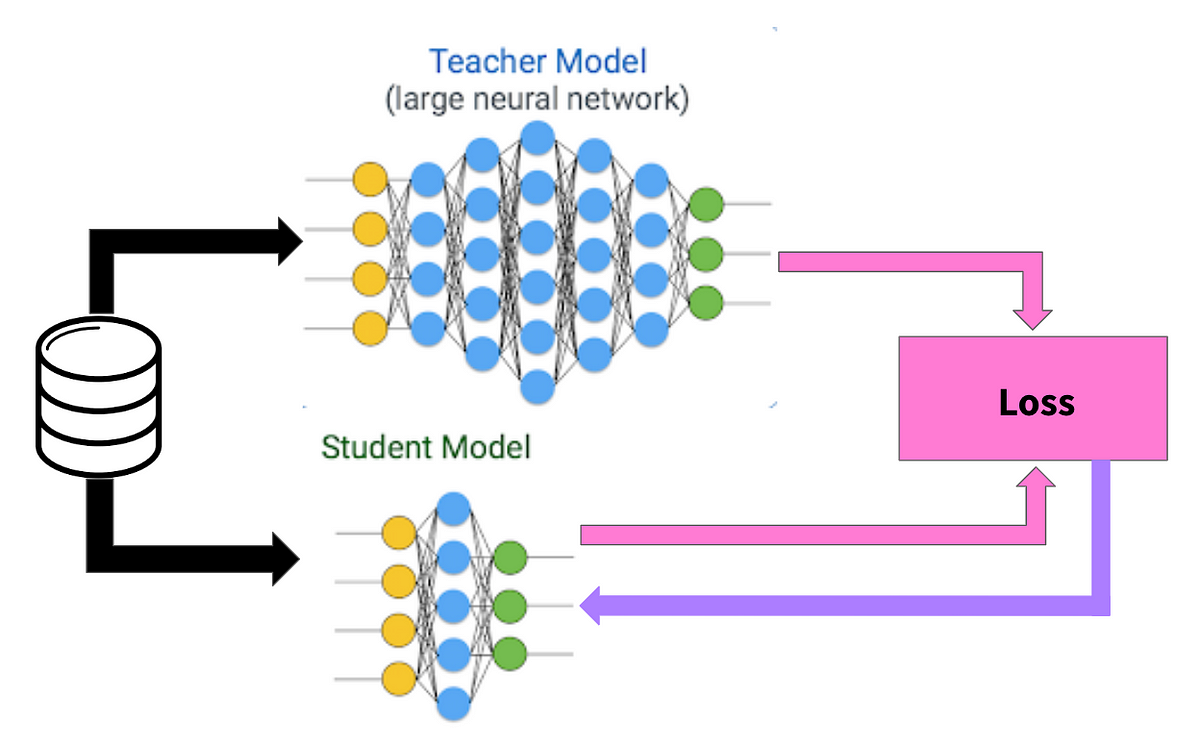 Teacher Model
(large neural network)
Loss
Student Model